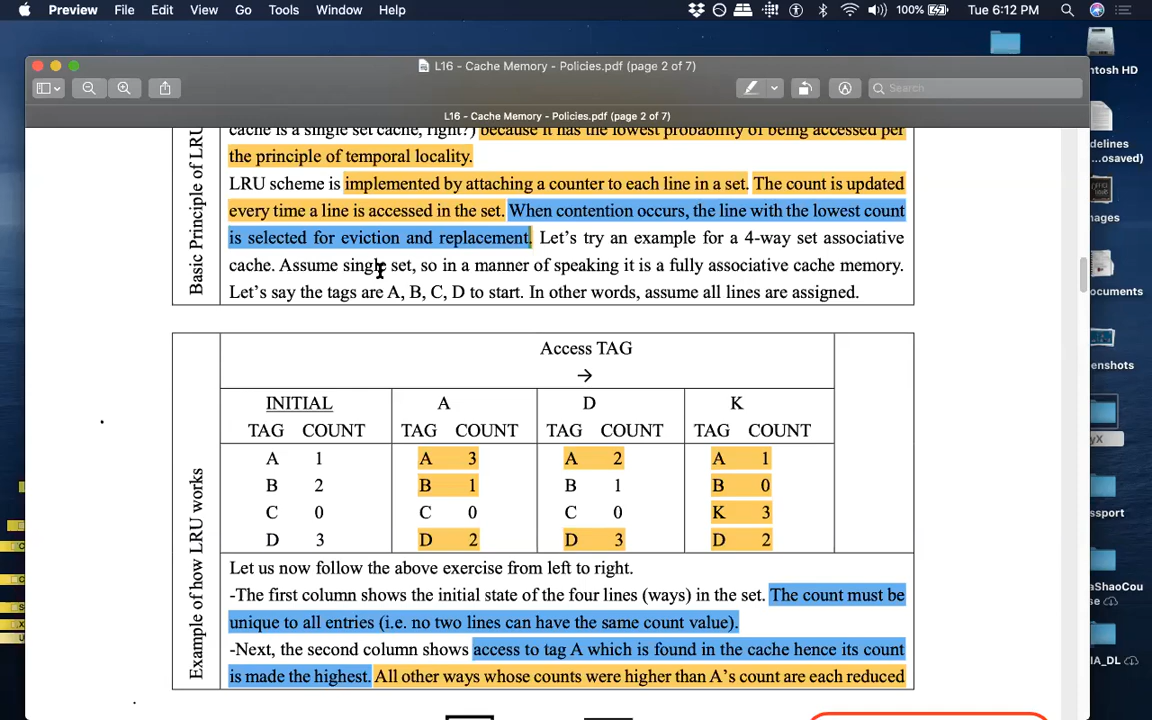 Preview File Edit View Go Tools Window Help 100% Tue 6:12 PM
L16 - Cache Memory - Policies.pdf (page 2 of 7)
Search
ntosh HD
L16 - Cache Memory - Policies.pdf (page 2 of 7)
cache is a single set cache, right?) because it has the lowest probability of being accessed per
the principle of temporal locality.
LRU scheme is implemented by attaching a counter to each line in a set. The count is updated
every time a line is accessed in the set. When contention occurs, the line with the lowest count
is selected for eviction and replacement. Let's try an example for a 4-way set associative
cache. Assume single set, so in a manner of speaking it is a fully associative cache memory.
Let's say the tags are A, B, C, D to start. In other words, assume all lines are assigned.
Basic Principle of LRU
Access TAG
→
INITIAL A D K
TAG COUNT TAG COUNT TAG COUNT TAG COUNT
A 1 A 3 A 2 A 1
B 2 B 1 B 1 B 0
C 0 C 0 C 0 K 3
D 3 D 2 D 3 D 2
Example of how LRU works
Let us now follow the above exercise from left to right.
-The first column shows the initial state of the four lines (ways) in the set. The count must be
unique to all entries (i.e. no two lines can have the same count value).
-Next, the second column shows access to tag A which is found in the cache hence its count
is made the highest. All other ways whose counts were higher than A's count are each reduced
delines
...osaved)
nages
ocuments
enshots
yX
ssport
aShaoCou
se
IA_DL